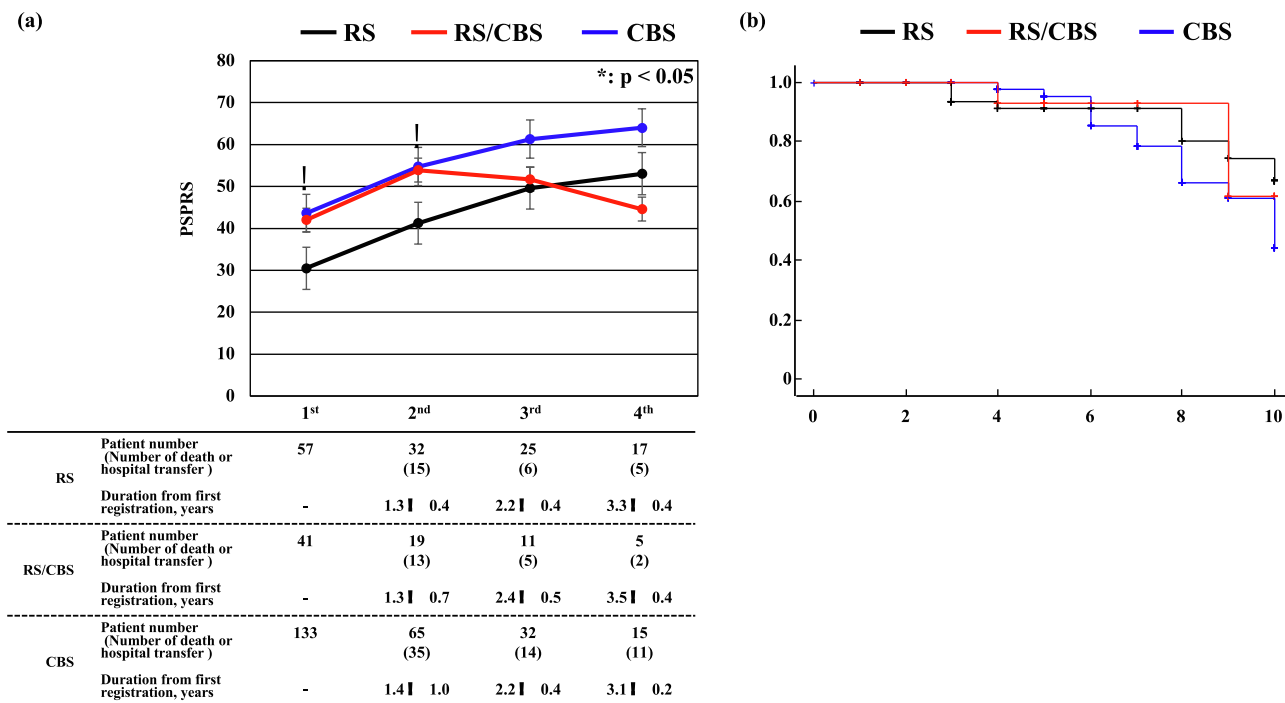 (a)
RS RS/CBS CBS
*: p < 0.05
PSPRS
80
70
60
50
40
30
20
10
0
! !
1st 2nd 3rd 4th
RS
Patient number
(Number of death or
hospital transfer )
57 32 25 17
(15) (6) (5)
Duration from first
registration, years
- 1.3 ! 0.4 2.2 ! 0.4 3.3 ! 0.4
RS/CBS
Patient number
(Number of death or
hospital transfer )
41 19 11 5
(13) (5) (2)
Duration from first
registration, years
- 1.3 ! 0.7 2.4 ! 0.5 3.5 ! 0.4
CBS
Patient number
(Number of death or
hospital transfer )
133 65 32 15
(35) (14) (11)
Duration from first
registration, years
- 1.4 ! 1.0 2.2 ! 0.4 3.1 ! 0.2
(b)
RS RS/CBS CBS
1.0
0.8
0.6
0.4
0.2
0
0 2 4 6 8 10